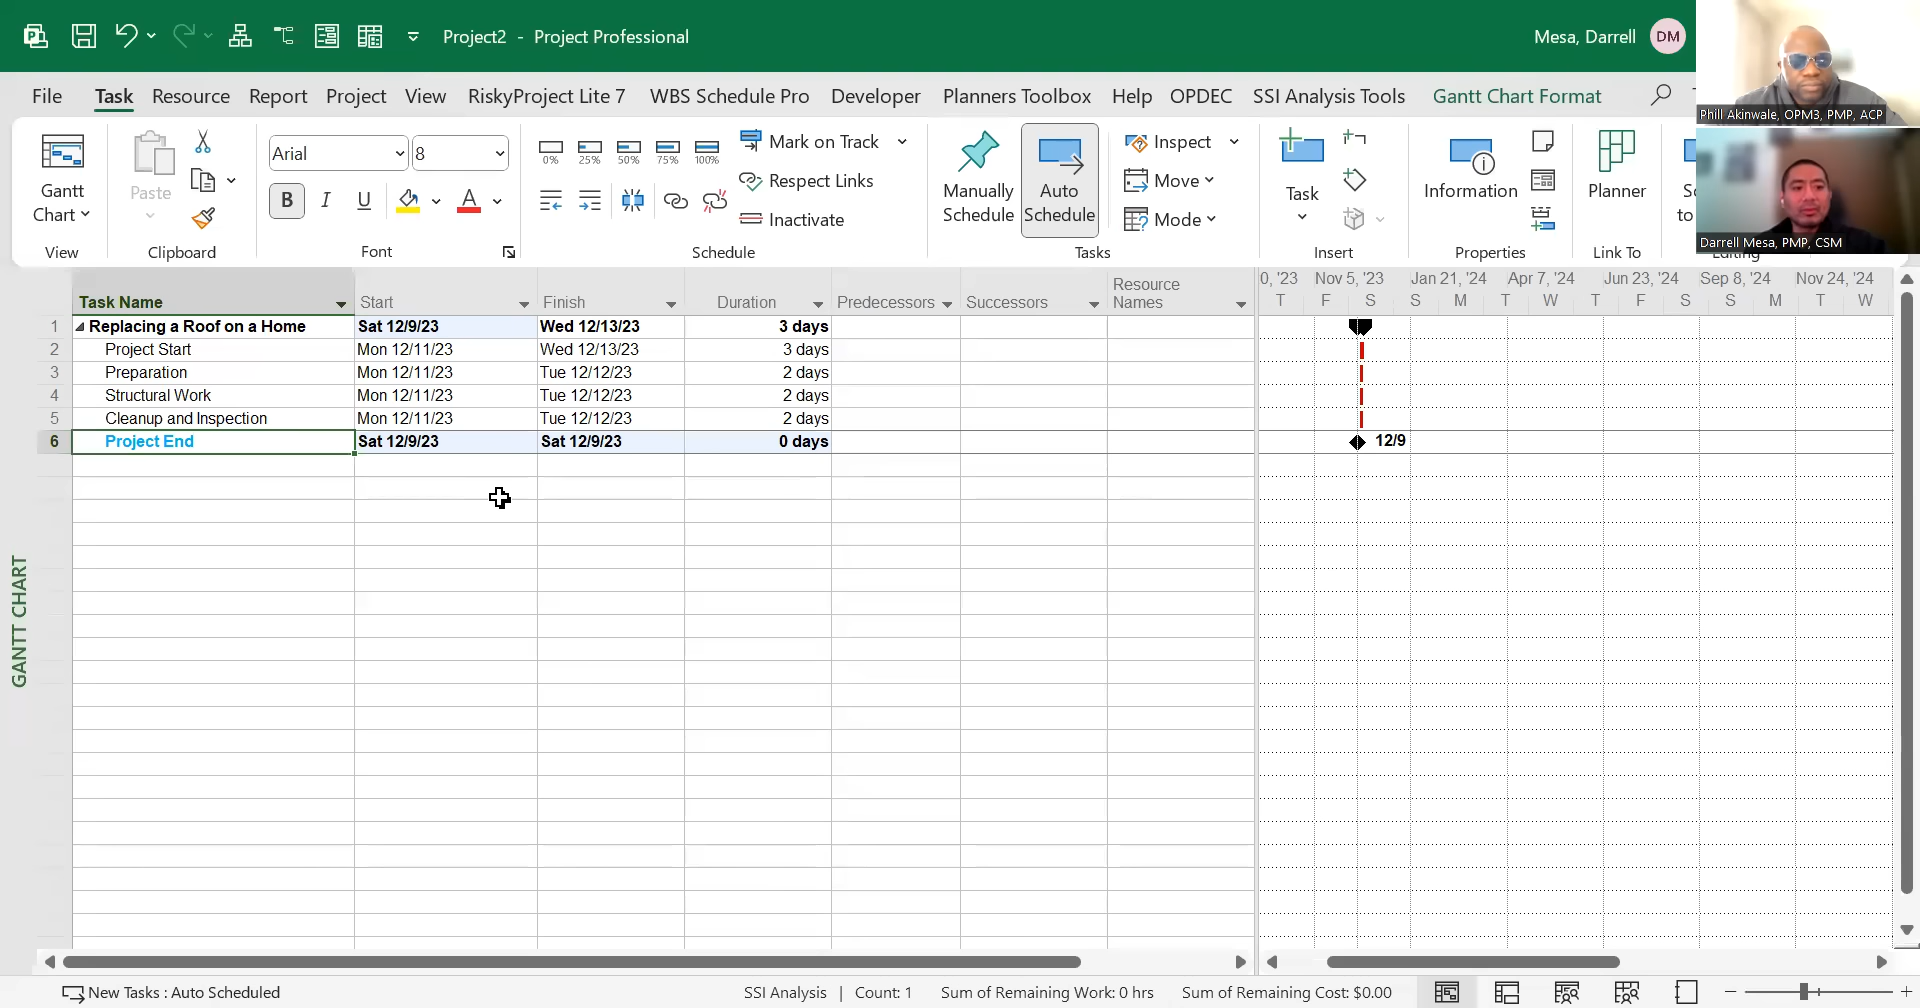 Project2 - Project Professional
Mesa, Darrell DM
File Task Resource Report Project View RiskyProject Lite 7 WBS Schedule Pro Developer Planners Toolbox Help OPDEC SSI Analysis Tools Gantt Chart Format
Phill Akinwale, OPM3, PMP, ACP
Darrell Mesa, PMP, CSM
Gantt Chart
View
Paste
Clipboard
Arial 8
B I U A
Font
0% 25% 50% 75% 100%
Mark on Track
Respect Links
Inactivate
Schedule
Manually Schedule
Auto Schedule
Inspect
Move
Mode
Tasks
Task
Insert
Information
Properties
Planner
Link To
Editing
Task Name Start Finish Duration Predecessors Successors Resource Names
0, '23 Nov 5, '23 Jan 21, '24 Apr 7, '24 Jun 23, '24 Sep 8, '24 Nov 24, '24
T F S S M T W T F S S M T W
1 Replacing a Roof on a Home Sat 12/9/23 Wed 12/13/23 3 days
2 Project Start Mon 12/11/23 Wed 12/13/23 3 days
3 Preparation Mon 12/11/23 Tue 12/12/23 2 days
4 Structural Work Mon 12/11/23 Tue 12/12/23 2 days
5 Cleanup and Inspection Mon 12/11/23 Tue 12/12/23 2 days
6 Project End Sat 12/9/23 Sat 12/9/23 0 days 12/9
GANTT CHART
New Tasks : Auto Scheduled SSI Analysis Count: 1 Sum of Remaining Work: 0 hrs Sum of Remaining Cost: $0.00